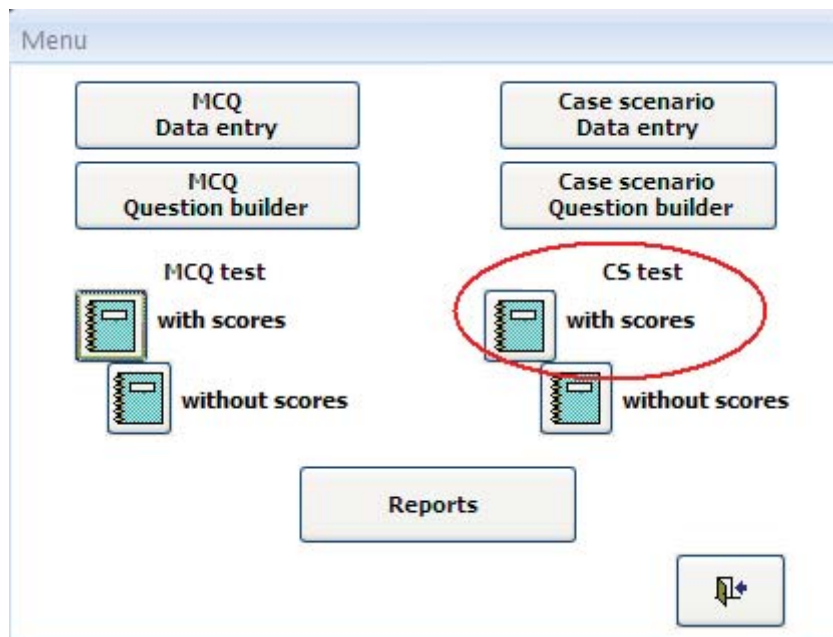 Menu
MCQ
Data entry
Case scenario
Data entry
MCQ
Question builder
Case scenario
Question builder
MCQ test
CS test
with scores
with scores
without scores
without scores
Reports